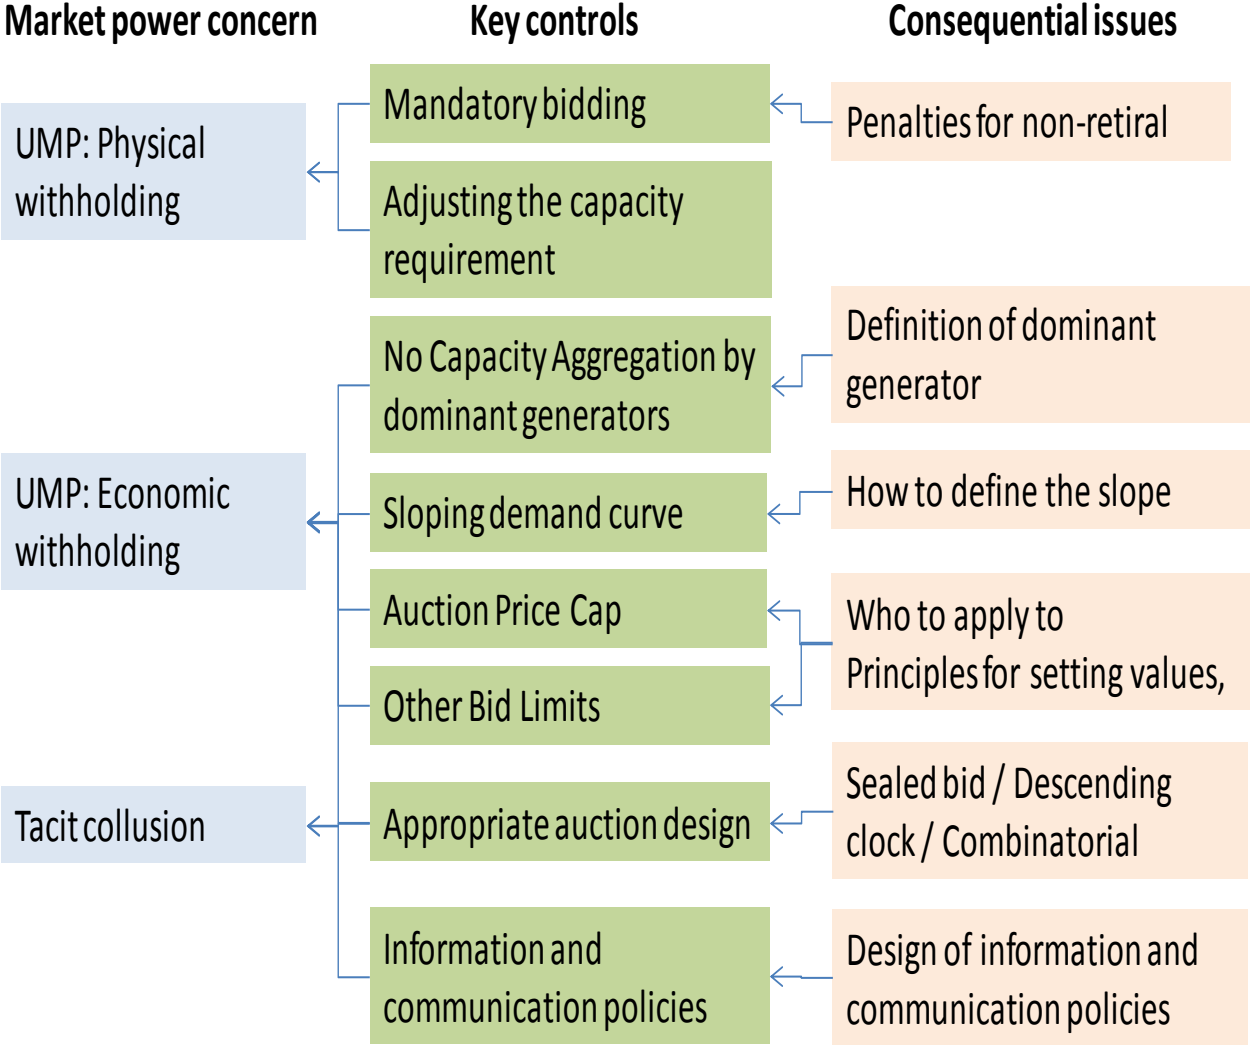 Market power concern
Key controls
Consequential issues
UMP: Physical
withholding
Mandatory bidding
Penalties for non-retiral
Adjusting the capacity
requirement
No Capacity Aggregation by
dominant generators
Definition of dominant
generator
UMP: Economic
withholding
Sloping demand curve
How to define the slope
Auction Price Cap
Other Bid Limits
Who to apply to
Principles for setting values,
Tacit collusion
Appropriate auction design
Sealed bid / Descending
clock / Combinatorial
Information and
communication policies
Design of information and
communication policies